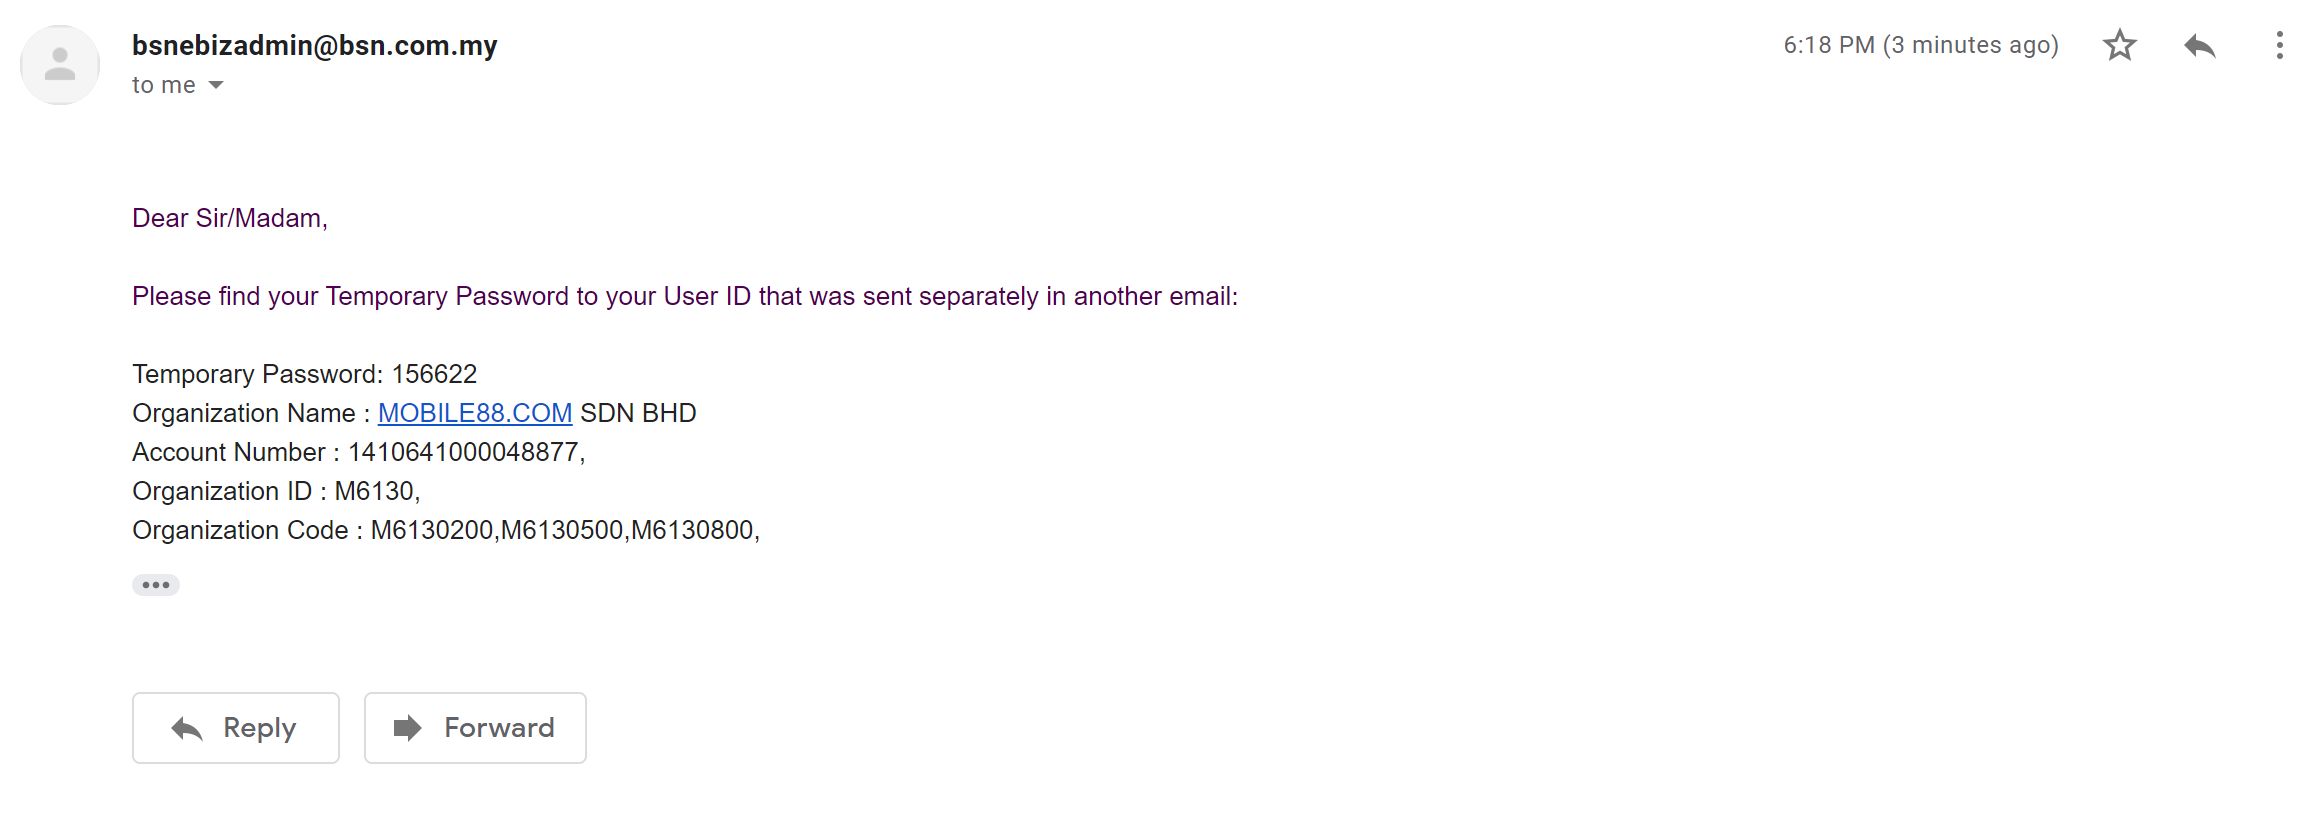 bsnebizadmin@bsn.com.my
6:18 PM (3 minutes ago)
to me
Dear Sir/Madam,
Please find your Temporary Password to your User ID that was sent separately in another email:
Temporary Password: 156622
Organization Name : MOBILE88.COM SDN BHD
Account Number : 1410641000048877,
Organization ID : M6130,
Organization Code : M6130200,M6130500,M6130800,
Reply
Forward